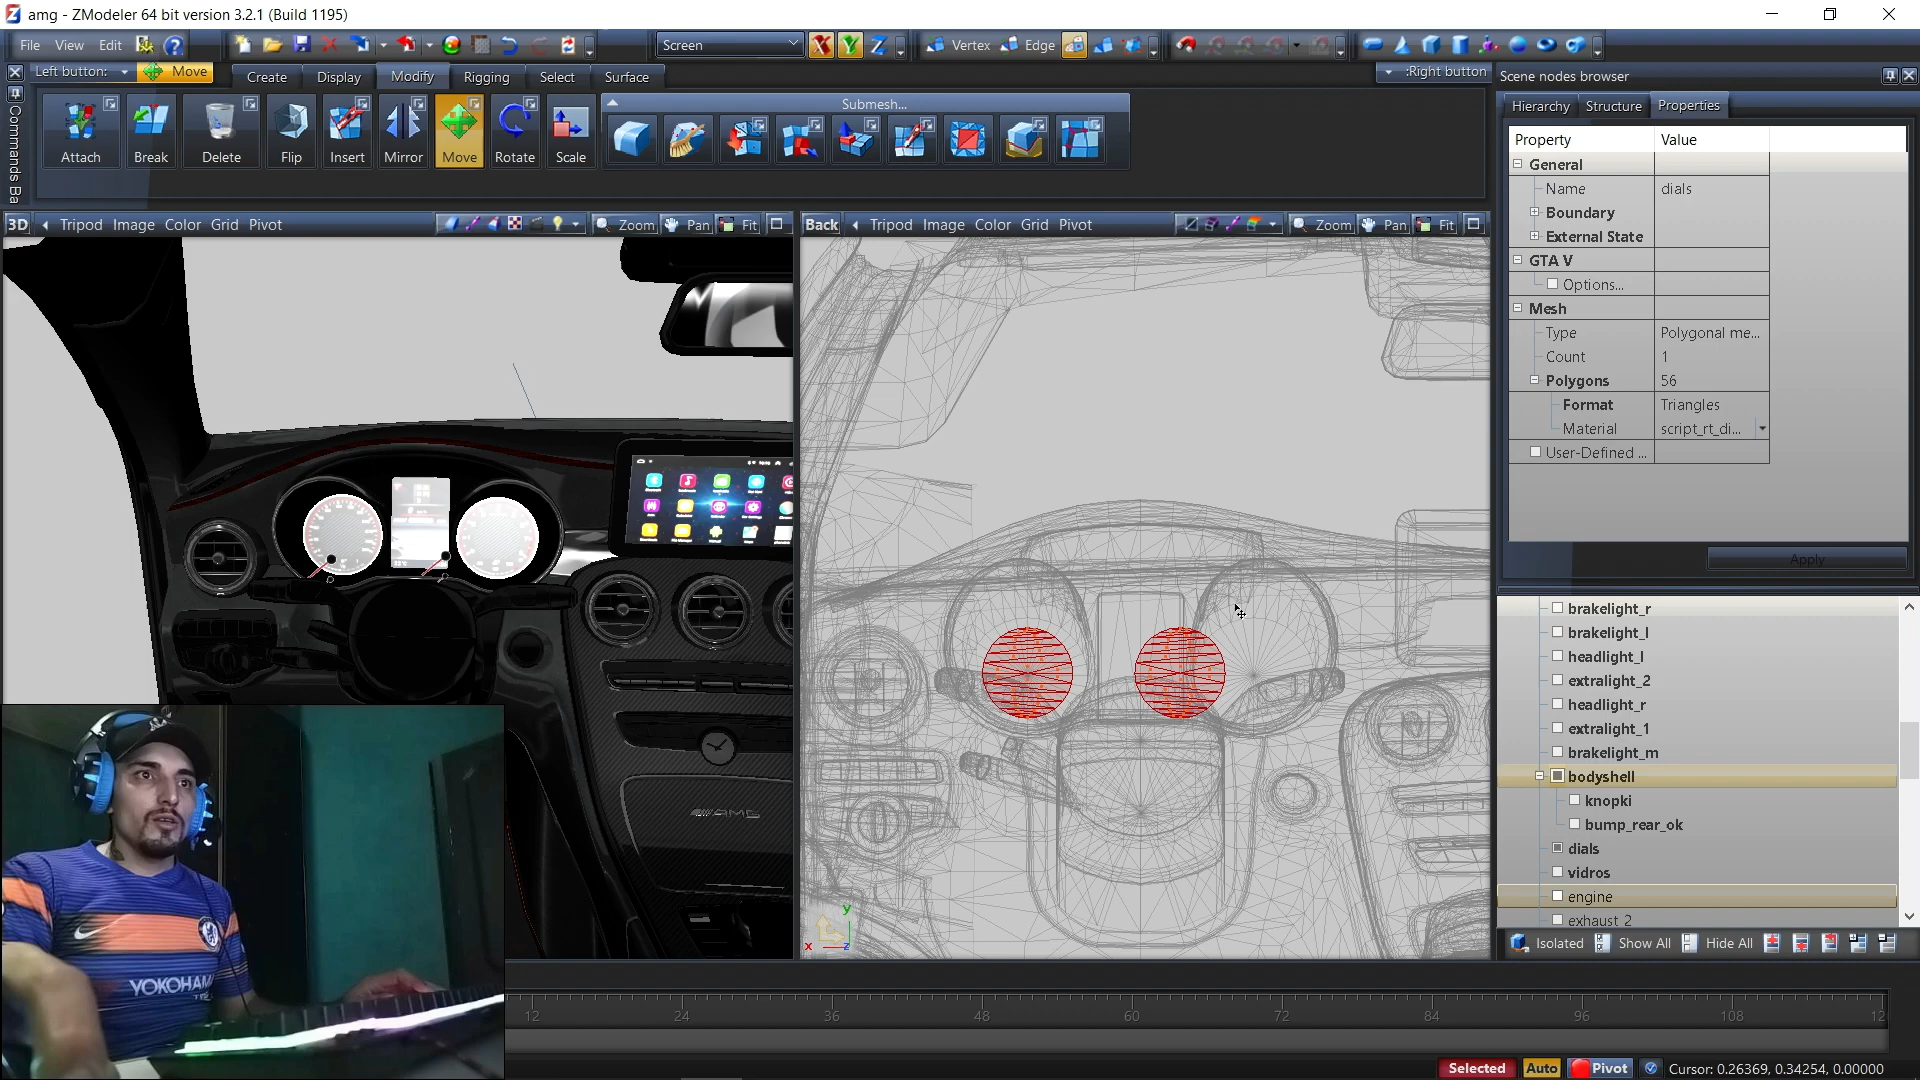 amg - ZModeler 64 bit version 3.2.1 (Build 1195)
File View Edit
Screen
X Y Z
Vertex Edge
Left button: Move
Create Display Modify Rigging Select Surface
:Right button
Commands Ba
Attach Break Delete Flip Insert Mirror Move Rotate Scale
Submesh...
3D Tripod Image Color Grid Pivot
Zoom Pan Fit
Back Tripod Image Color Grid Pivot
Zoom Pan Fit
AMG
YOKOHAM
y
x z
Scene nodes browser
Hierarchy Structure Properties
Property Value
General
Name dials
Boundary
External State
GTA V
Options...
Mesh
Type Polygonal me...
Count 1
Polygons 56
Format Triangles
Material script_rt_di...
User-Defined ...
Apply
brakelight_r
brakelight_l
headlight_l
extralight_2
headlight_r
extralight_1
brakelight_m
bodyshell
knopki
bump_rear_ok
dials
vidros
engine
exhaust_2
Isolated Show All Hide All
12 24 36 48 60 72 84 96 108 12
Selected Auto Pivot Cursor: 0.26369, 0.34254, 0.00000